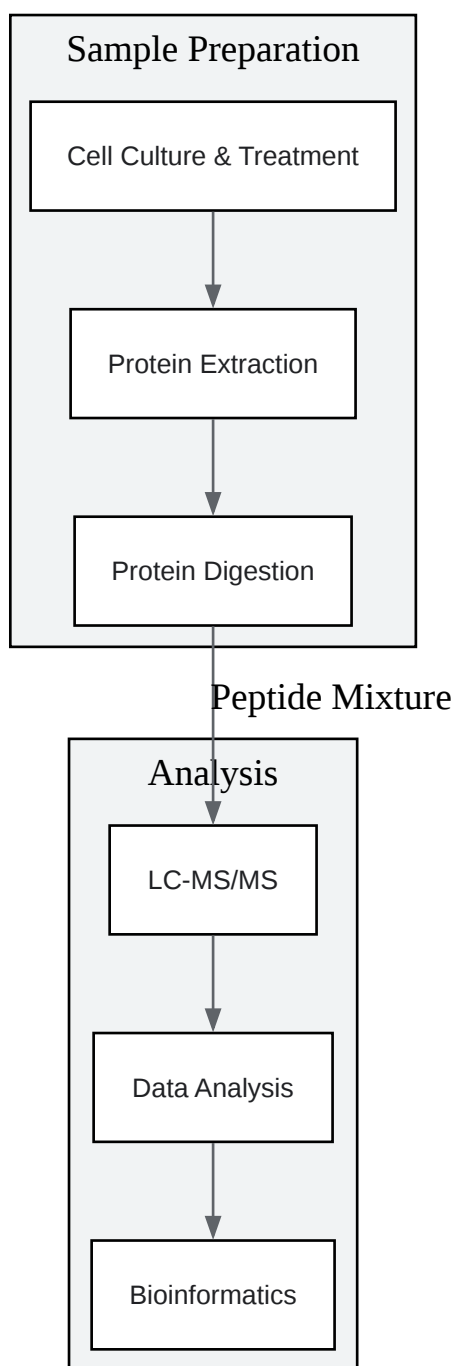 Sample Preparation
Cell Culture & Treatment
Protein Extraction
Protein Digestion
Peptide Mixture
Analysis
LC-MS/MS
Data Analysis
Bioinformatics